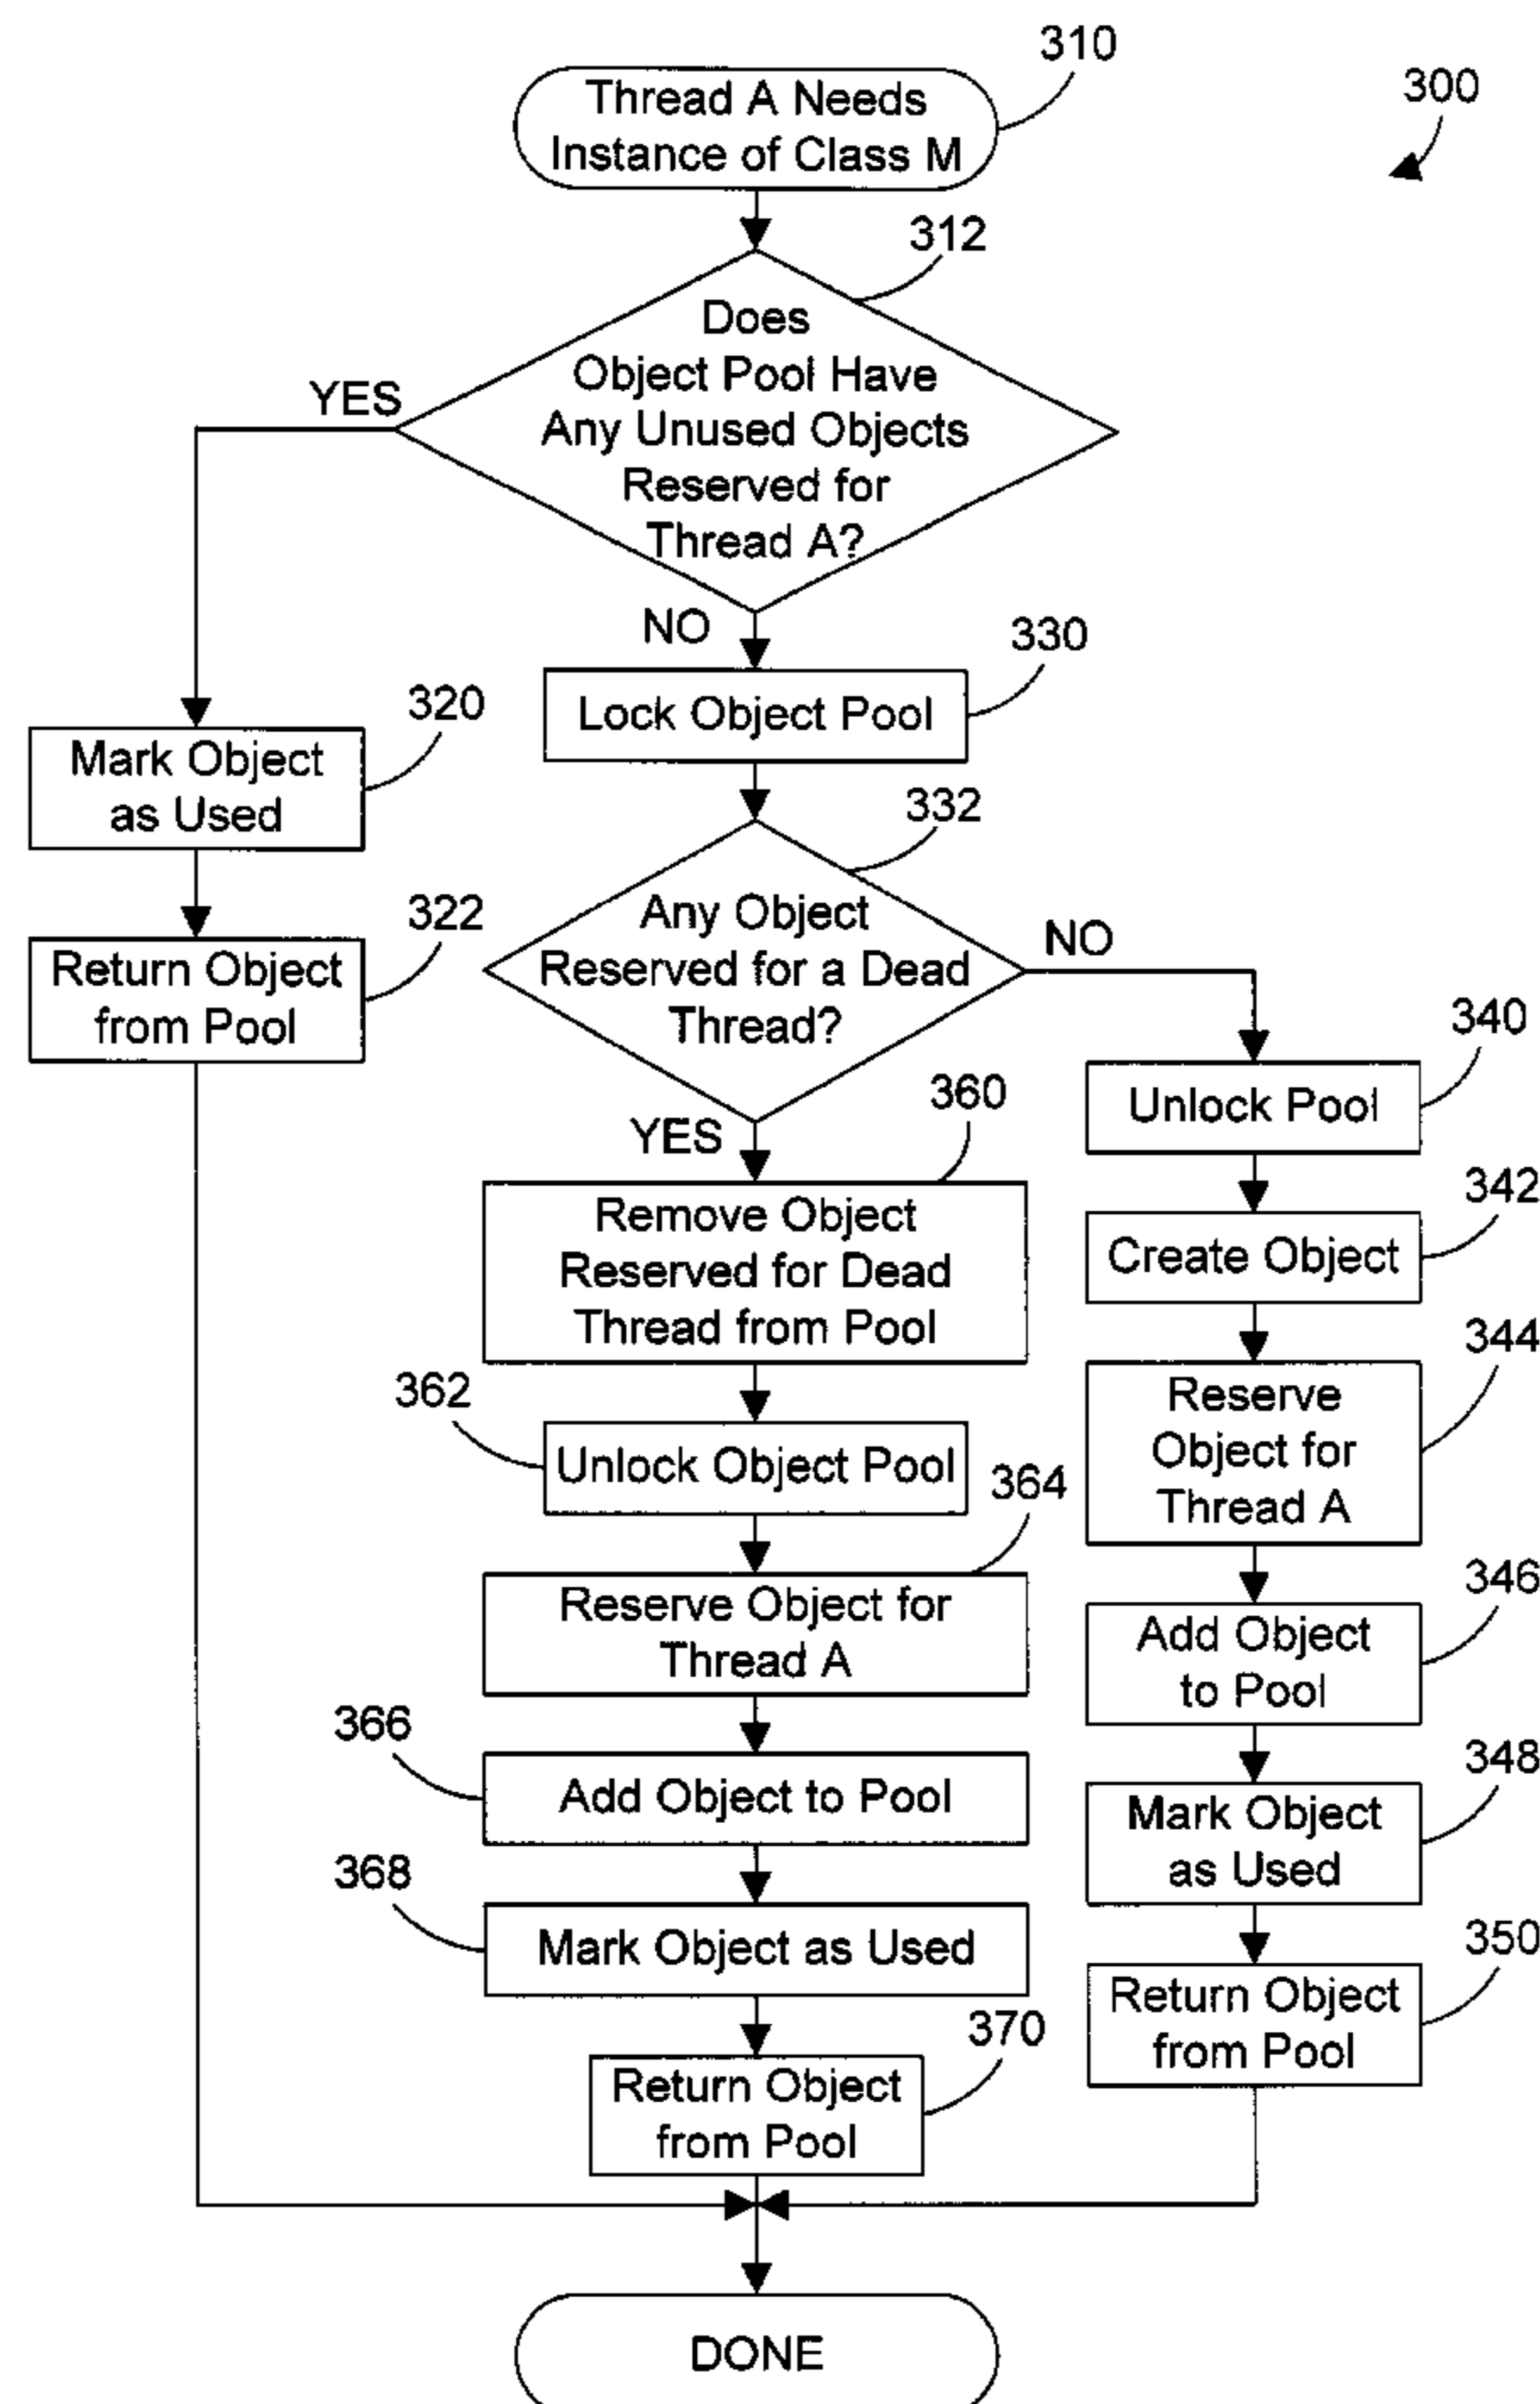 310
300
Thread A Needs
Instance of Class M
312
Does
Object Pool Have
Any Unused Objects
Reserved for
Thread A?
YES
NO
330
Lock Object Pool
320
Mark Object
as Used
332
Any Object
Reserved for a Dead
Thread?
NO
YES
322
Return Object
from Pool
340
Unlock Pool
360
Remove Object
Reserved for Dead
Thread from Pool
342
Create Object
344
Reserve
Object for
Thread A
362
Unlock Object Pool
364
Reserve Object for
Thread A
346
Add Object
to Pool
366
Add Object to Pool
348
Mark Object
as Used
368
Mark Object as Used
350
Return Object
from Pool
370
Return Object
from Pool
DONE